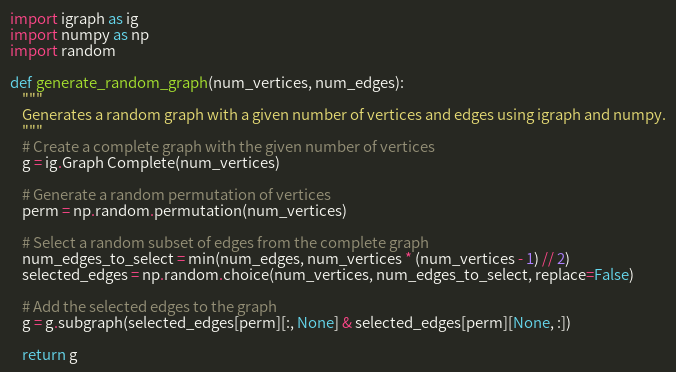 import igraph as ig
import numpy as np
import random
def generate_random_graph(num_vertices, num_edges):
"""
Generates a random graph with a given number of vertices and edges using igraph and numpy.
"""
# Create a complete graph with the given number of vertices
g = ig.Graph Complete(num_vertices)
# Generate a random permutation of vertices
perm = np.random.permutation(num_vertices)
# Select a random subset of edges from the complete graph
num_edges_to_select = min(num_edges, num_vertices * (num_vertices - 1) // 2)
selected_edges = np.random.choice(num_vertices, num_edges_to_select, replace=False)
# Add the selected edges to the graph
g = g.subgraph(selected_edges[perm][:, None] & selected_edges[perm][None, :])
return g